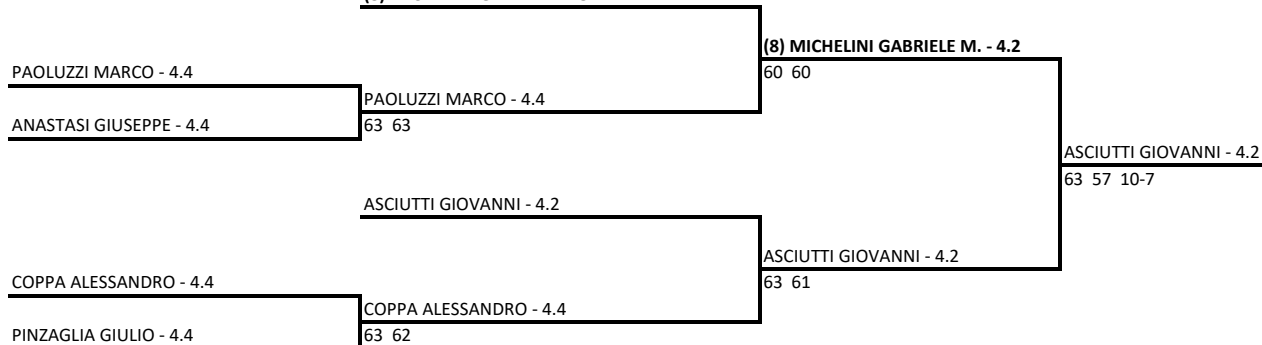 (8) MICHELINI GABRIELE M. - 4.2
PAOLUZZI MARCO - 4.4
60 60
PAOLUZZI MARCO - 4.4
ANASTASI GIUSEPPE - 4.4
63 63
ASCIUTTI GIOVANNI - 4.2
63 57 10-7
ASCIUTTI GIOVANNI - 4.2
ASCIUTTI GIOVANNI - 4.2
COPPA ALESSANDRO - 4.4
63 61
COPPA ALESSANDRO - 4.4
PINZAGLIA GIULIO - 4.4
63 62